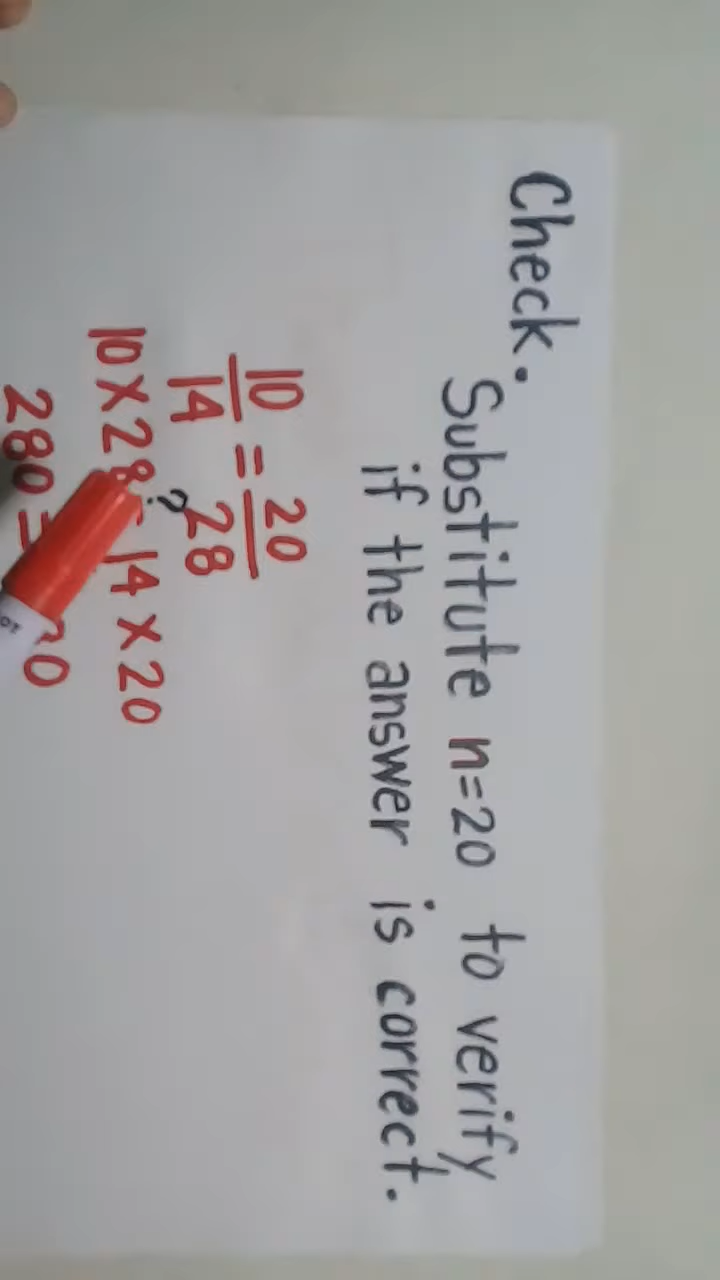 Check.
Substitute n=20 to verify
if the answer is correct.
10/14 = 20/28
?
10 x 28 = 14 x 20
280 =